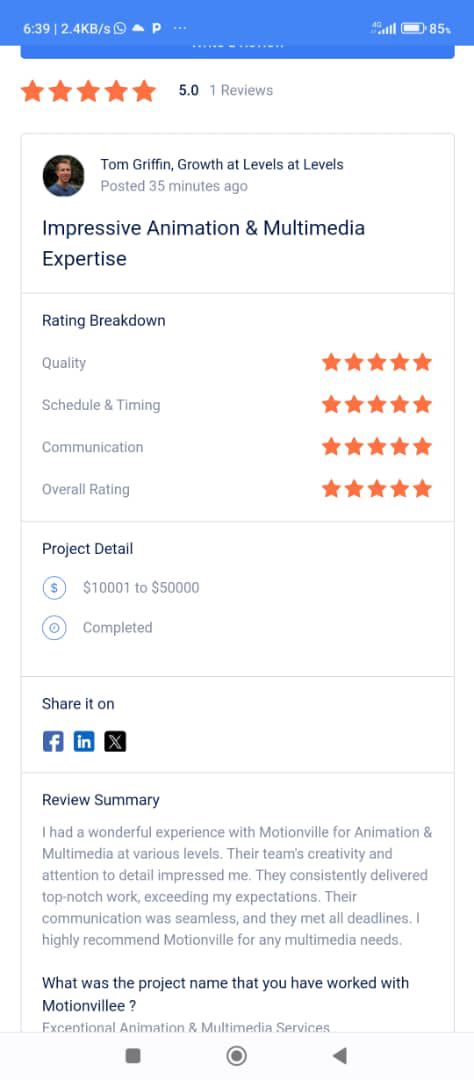 6:39 | 2.4KB/s P ...
4G 85%
5.0 1 Reviews
Tom Griffin, Growth at Levels at Levels
Posted 35 minutes ago
Impressive Animation & Multimedia
Expertise
Rating Breakdown
Quality
Schedule & Timing
Communication
Overall Rating
Project Detail
$ $10001 to $50000
Completed
Share it on
f in X
Review Summary
I had a wonderful experience with Motionville for Animation &
Multimedia at various levels. Their team's creativity and
attention to detail impressed me. They consistently delivered
top-notch work, exceeding my expectations. Their
communication was seamless, and they met all deadlines. I
highly recommend Motionville for any multimedia needs.
What was the project name that you have worked with
Motionvillee ?
Exceptional Animation & Multimedia Services